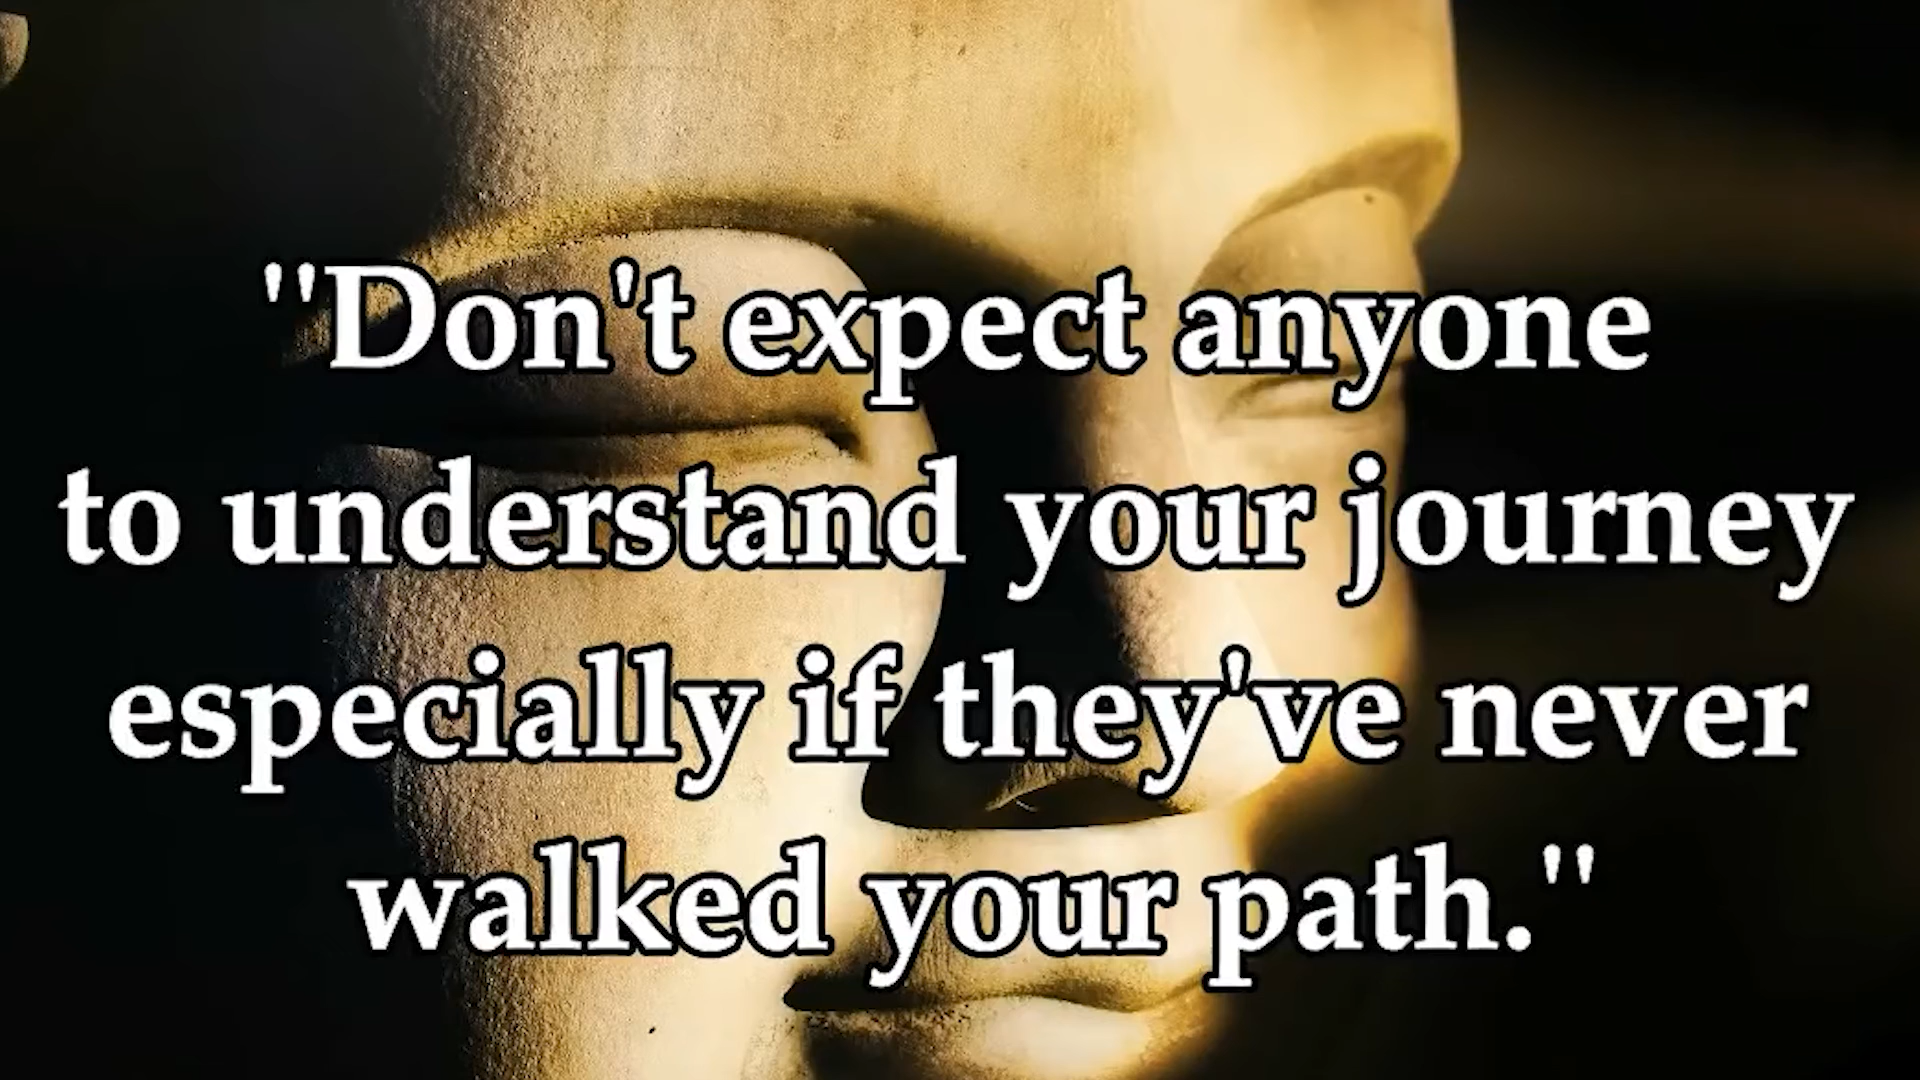 "Don't expect anyone
to understand your journey
especially if they've never
walked your path."